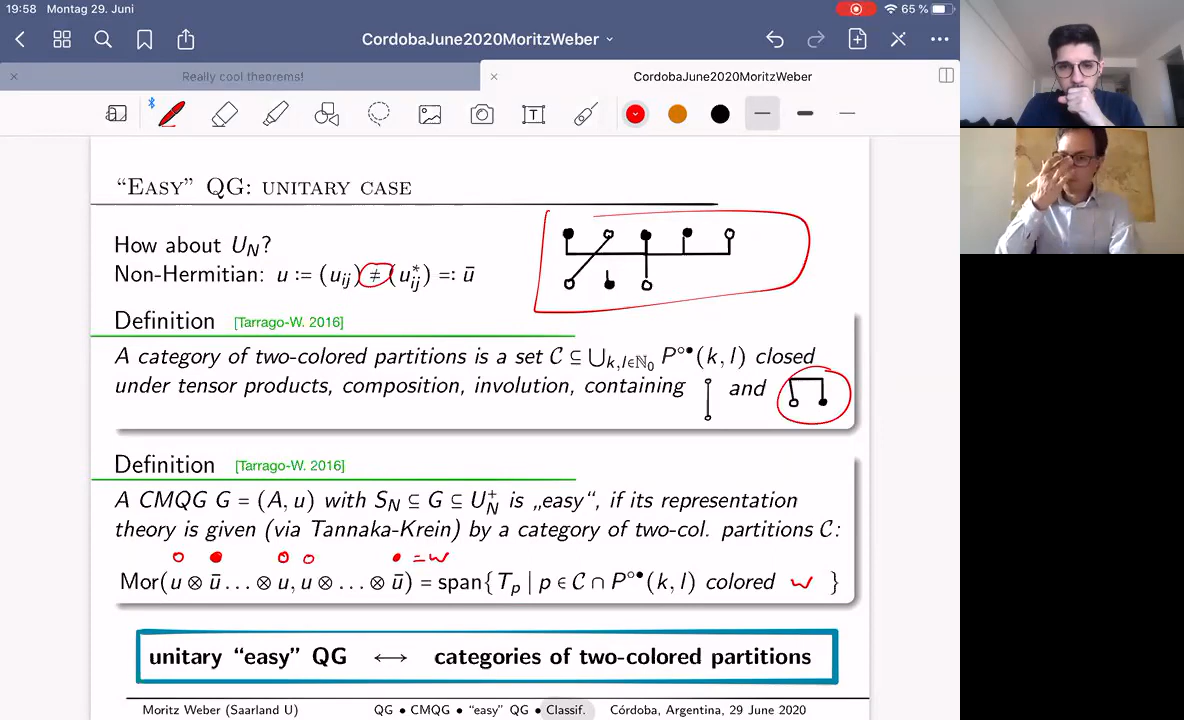 19:58 Montag 29. Juni
65 %
CordobaJune2020MoritzWeber
Really cool theorems!
CordobaJune2020MoritzWeber
"EASY" QG: UNITARY CASE
How about U_N?
Non-Hermitian: u := (u_ij) ≠ (u*_ij) =: ū
Definition [Tarrago-W. 2016]
A category of two-colored partitions is a set 𝒞 ⊆ ⋃_{k,l∈ℕ₀} P^{○●}(k, l) closed
under tensor products, composition, involution, containing and
Definition [Tarrago-W. 2016]
A CMQG G = (A, u) with S_N ⊆ G ⊆ U_N^+ is „easy“, if its representation
theory is given (via Tannaka-Krein) by a category of two-col. partitions 𝒞:
= w
Mor(u ⊗ ū … ⊗ u, u ⊗ … ⊗ ū) = span{ T_p | p ∈ 𝒞 ∩ P^{○●}(k, l) colored w }
unitary "easy" QG ⟷ categories of two-colored partitions
Moritz Weber (Saarland U) QG • CMQG • "easy" QG • Classif. Córdoba, Argentina, 29 June 2020